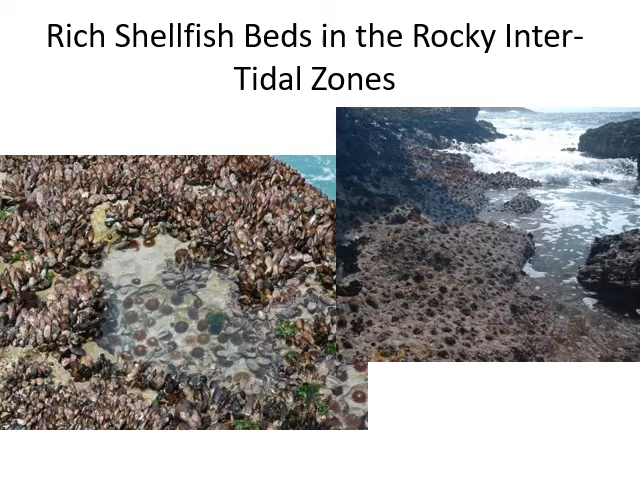 Rich Shellfish Beds in the Rocky Inter-
Tidal Zones